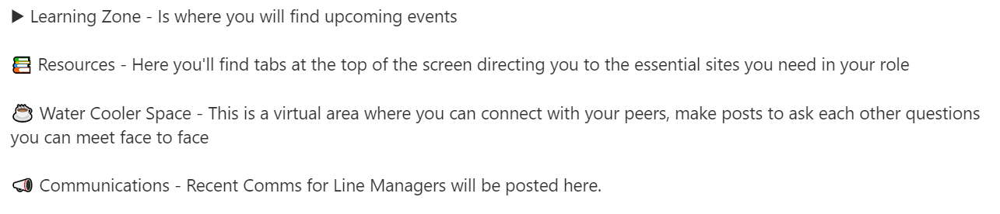 ▶ Learning Zone - Is where you will find upcoming events
📚 Resources - Here you'll find tabs at the top of the screen directing you to the essential sites you need in your role
☕ Water Cooler Space - This is a virtual area where you can connect with your peers, make posts to ask each other questions
you can meet face to face
📢 Communications - Recent Comms for Line Managers will be posted here.